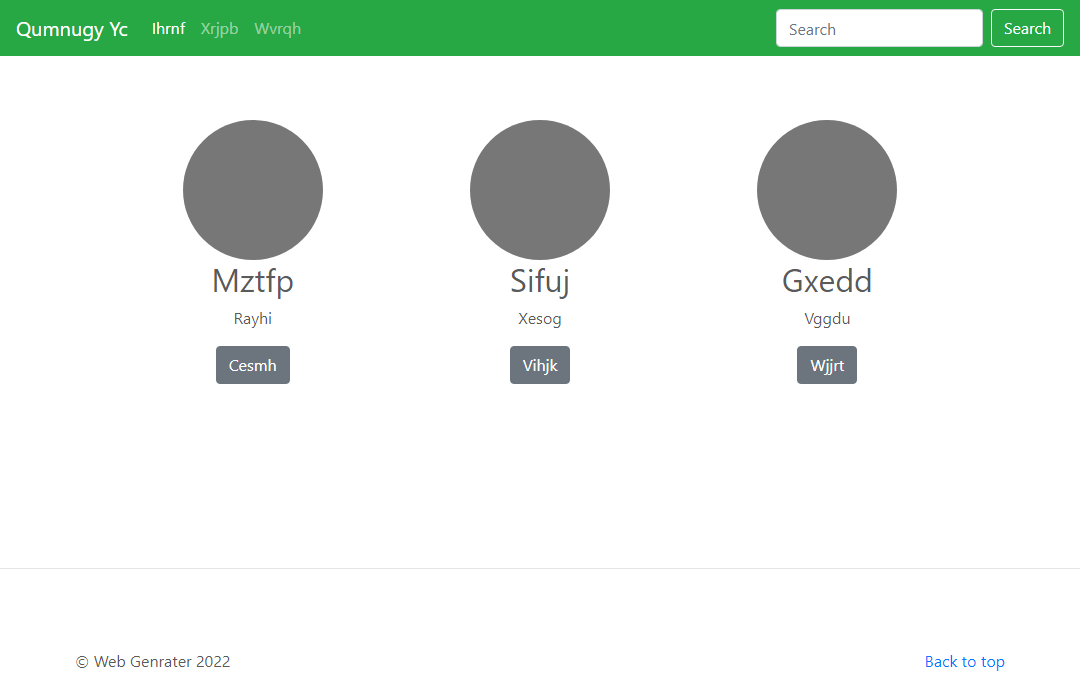 Qumnugy Yc Ihrnf Xrjpb Wvrqh Search Search
Mztfp Sifuj Gxedd
Rayhi Xesog Vggdu
Cesmh Vihjk Wjjrt
© Web Genrater 2022 Back to top